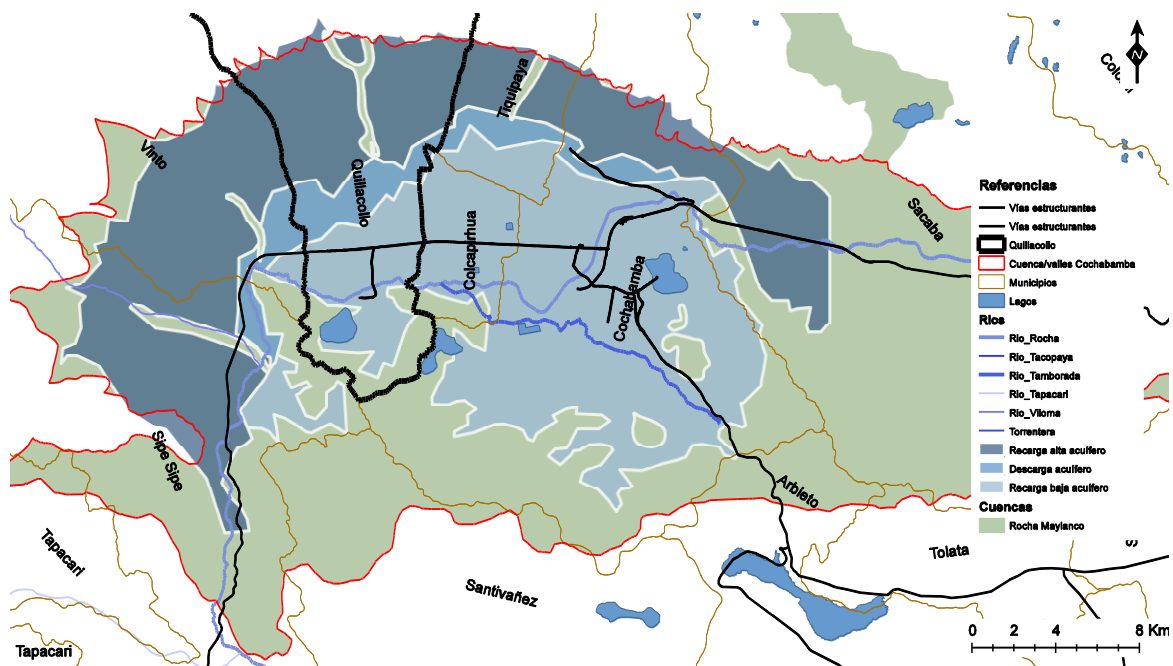 Colomi
N
Tiquipaya
Vinto
Quillacollo
Colcapirhua
Sacaba
Cochabamba
Sipe Sipe
Arbieto
Tolata
Tapacari
Santivañez
Tapacari
Referencias
Vías estructurantes
Vías estructurantes
Quillacollo
Cuenca/valles Cochabamba
Municipios
Lagos
Rios
Rio_Rocha
Rio_Tacopaya
Rio_Tamborada
Rio_Tapacari
Rio_Viloma
Torrentera
Recarga alta acuífero
Descarga acuífero
Recarga baja acuífero
Cuencas
Rocha Maylanco
0 2 4 8 Km